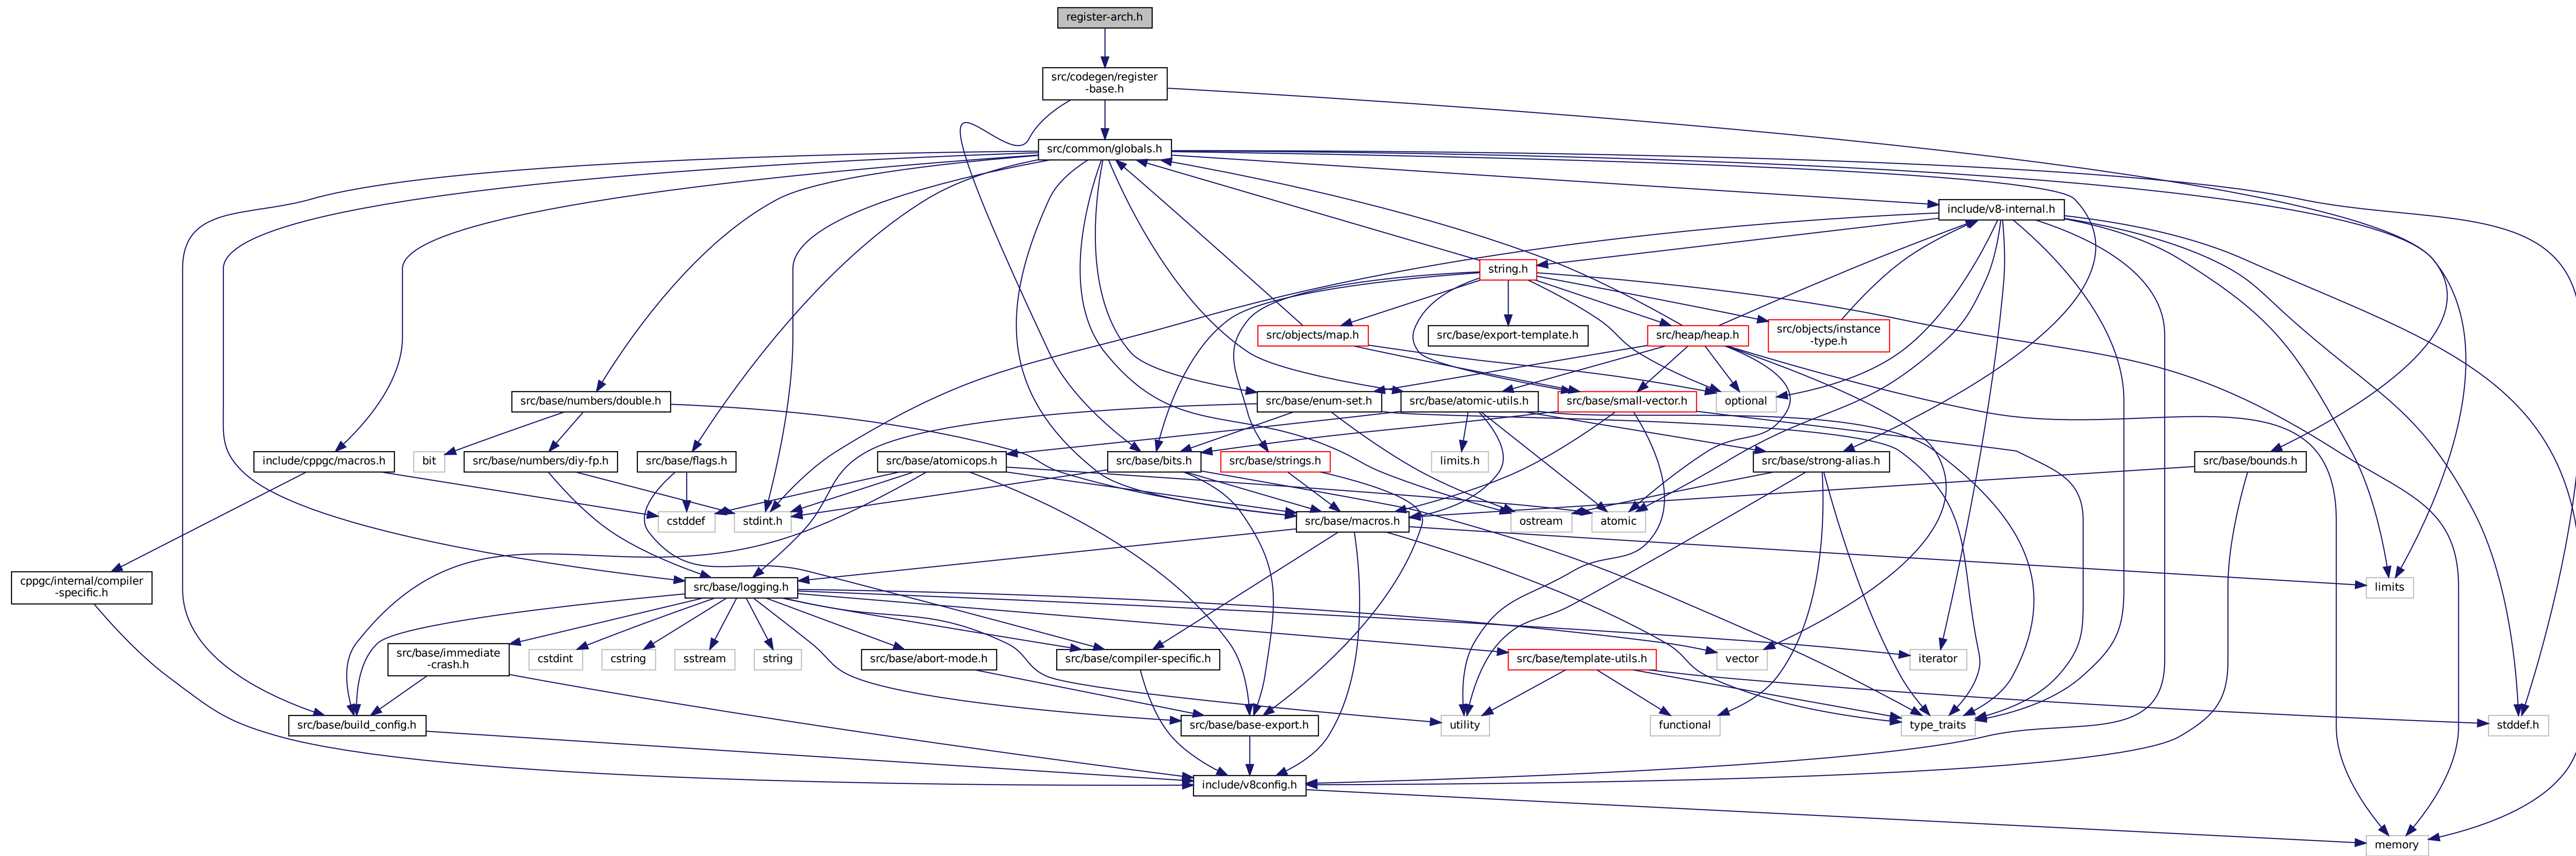 register-arch.h
src/codegen/register
-base.h
src/common/globals.h
include/v8-internal.h
string.h
src/objects/map.h
src/base/export-template.h
src/heap/heap.h
src/objects/instance
-type.h
src/base/numbers/double.h
src/base/enum-set.h
src/base/atomic-utils.h
src/base/small-vector.h
optional
include/cppgc/macros.h
bit
src/base/numbers/diy-fp.h
src/base/flags.h
src/base/atomicops.h
src/base/bits.h
src/base/strings.h
limits.h
src/base/strong-alias.h
src/base/bounds.h
cstddef
stdint.h
src/base/macros.h
ostream
atomic
cppgc/internal/compiler
-specific.h
src/base/logging.h
limits
src/base/immediate
-crash.h
cstdint
cstring
sstream
string
src/base/abort-mode.h
src/base/compiler-specific.h
src/base/template-utils.h
vector
iterator
src/base/build_config.h
src/base/base-export.h
utility
functional
type_traits
stddef.h
include/v8config.h
memory